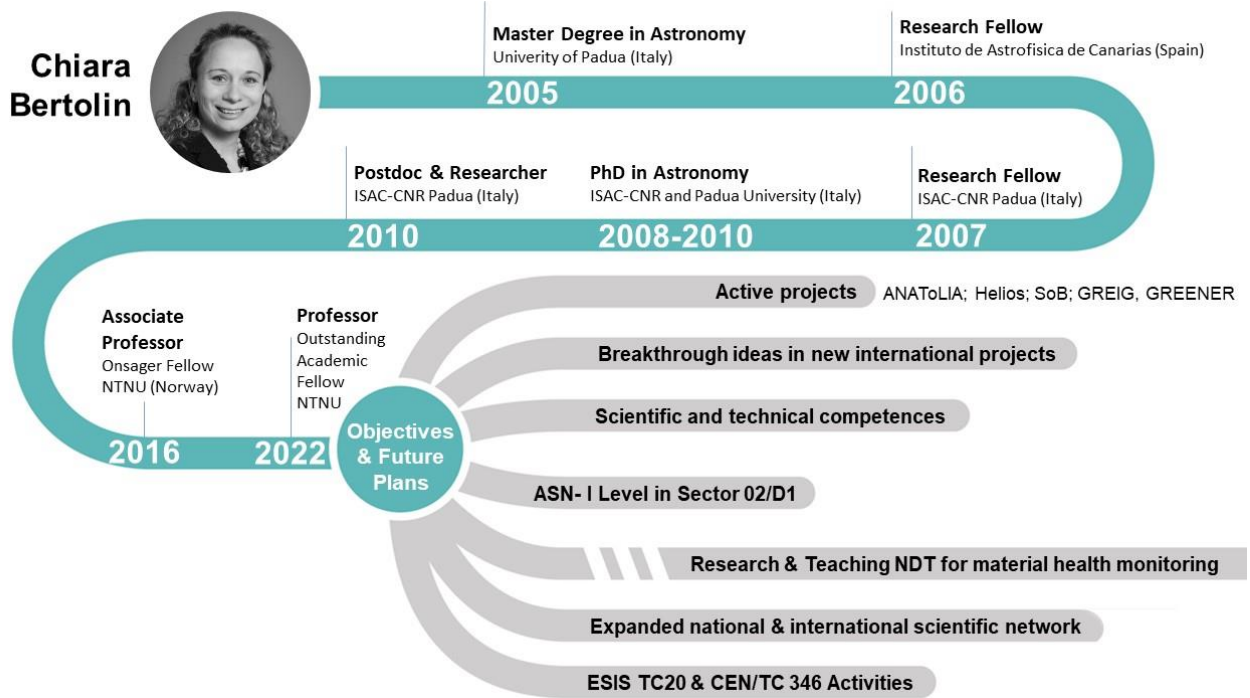 Chiara
Bertolin
Master Degree in Astronomy
Univerity of Padua (Italy)
2005
Research Fellow
Instituto de Astrofisica de Canarias (Spain)
2006
Postdoc & Researcher
ISAC-CNR Padua (Italy)
2010
PhD in Astronomy
ISAC-CNR and Padua University (Italy)
2008-2010
Research Fellow
ISAC-CNR Padua (Italy)
2007
Associate
Professor
Onsager Fellow
NTNU (Norway)
2016
Professor
Outstanding
Academic
Fellow
NTNU
2022
Objectives
& Future
Plans
Active projects
ANAToLIA; Helios; SoB; GREIG, GREENER
Breakthrough ideas in new international projects
Scientific and technical competences
ASN- I Level in Sector 02/D1
Research & Teaching NDT for material health monitoring
Expanded national & international scientific network
ESIS TC20 & CEN/TC 346 Activities